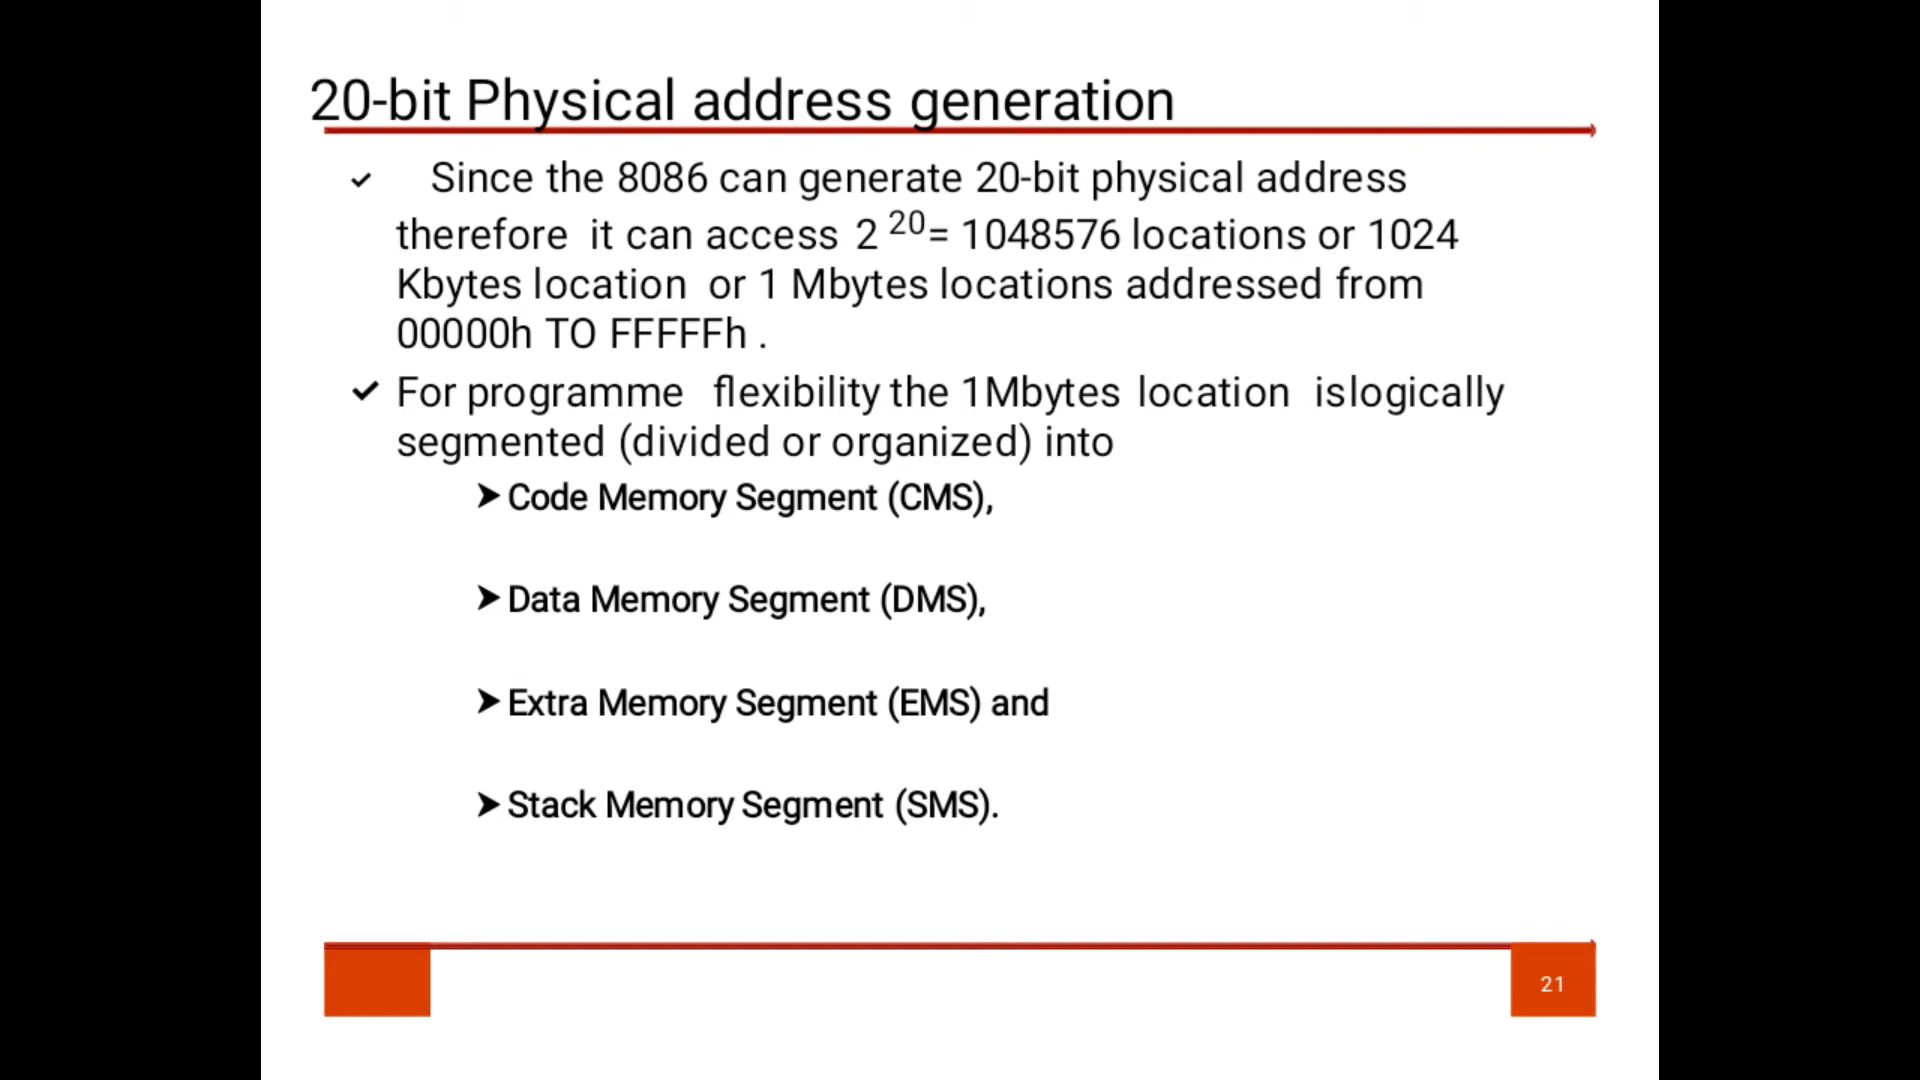 20-bit Physical address generation
✓ Since the 8086 can generate 20-bit physical address
therefore it can access 2 20= 1048576 locations or 1024
Kbytes location or 1 Mbytes locations addressed from
00000h TO FFFFFh .
✓ For programme flexibility the 1Mbytes location islogically
segmented (divided or organized) into
➤ Code Memory Segment (CMS),
➤ Data Memory Segment (DMS),
➤ Extra Memory Segment (EMS) and
➤ Stack Memory Segment (SMS).
21